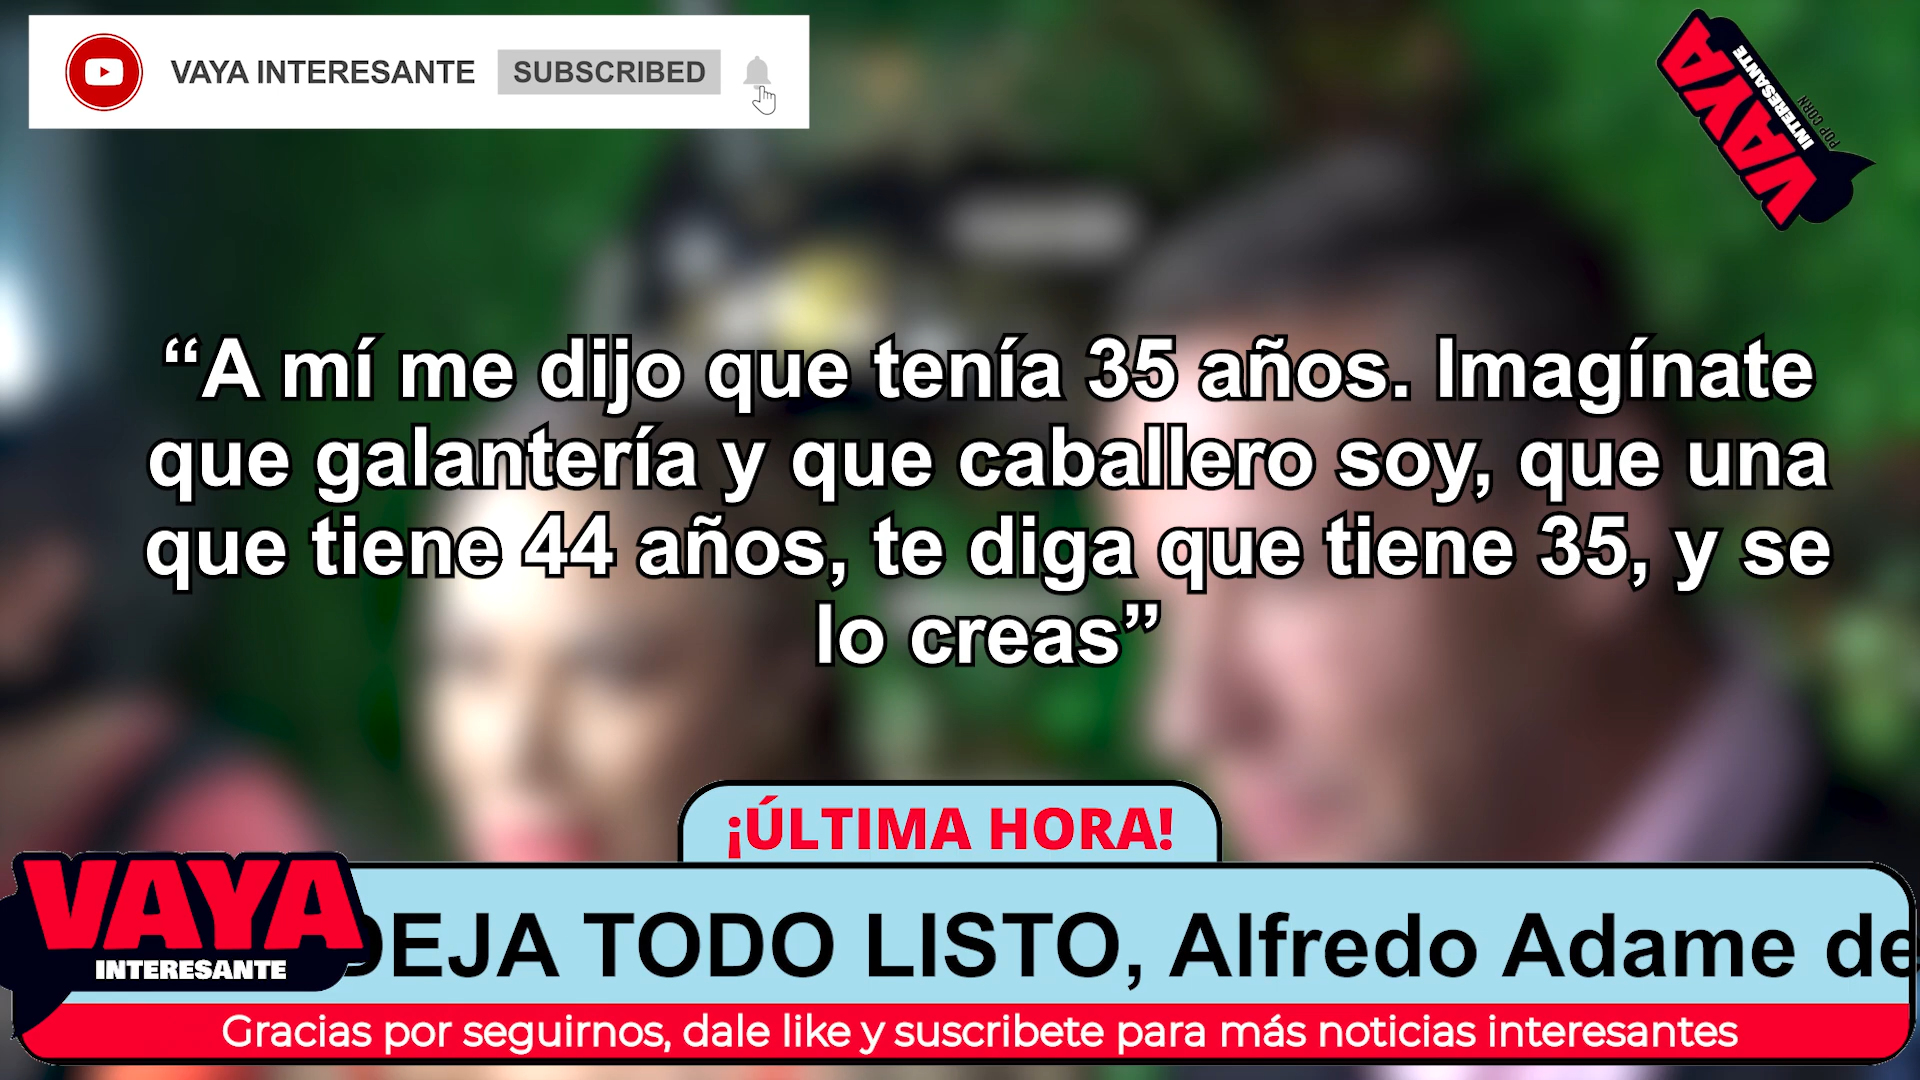 VAYA INTERESANTE SUBSCRIBED
VAYA
INTERESANTE
POP CORN
“A mí me dijo que tenía 35 años. Imagínate
que galantería y que caballero soy, que una
que tiene 44 años, te diga que tiene 35, y se
lo creas”
¡ÚLTIMA HORA!
VAYA
INTERESANTE
DEJA TODO LISTO, Alfredo Adame de
Gracias por seguirnos, dale like y suscribete para más noticias interesantes